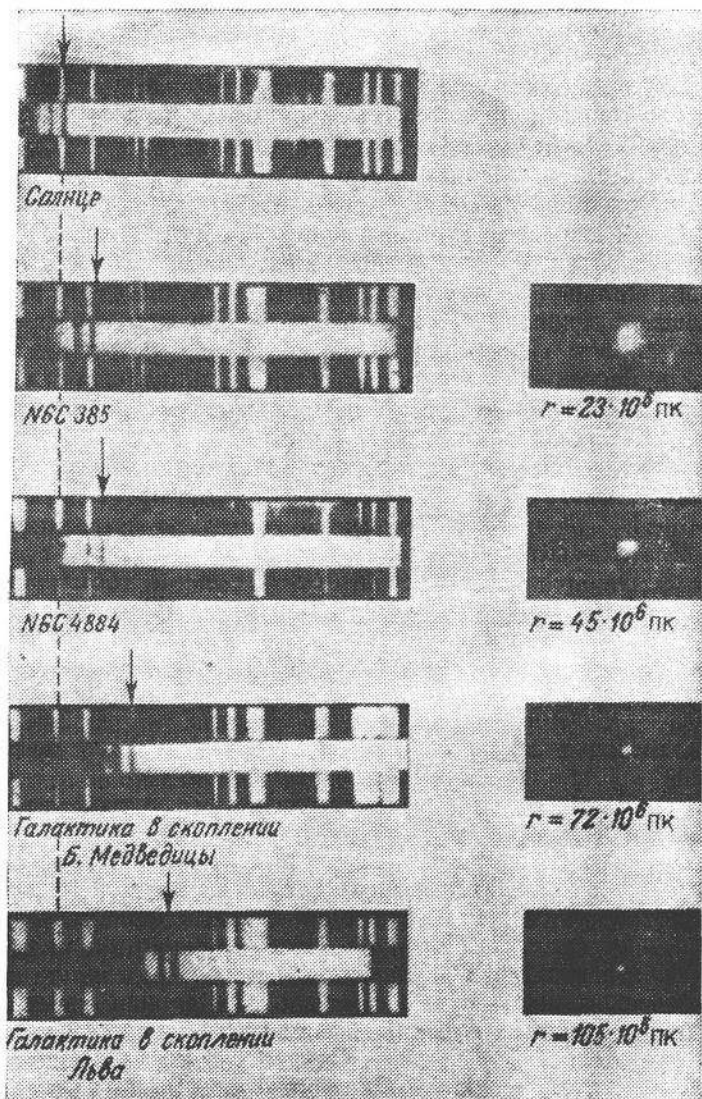 Солнце
NGC 385
r = 23·10⁶ пк
NGC 4884
r = 45·10⁶ пк
Галактика в скоплении
Б. Медведицы
r = 72·10⁶ пк
Галактика в скоплении
Льва
r = 105·10⁶ пк